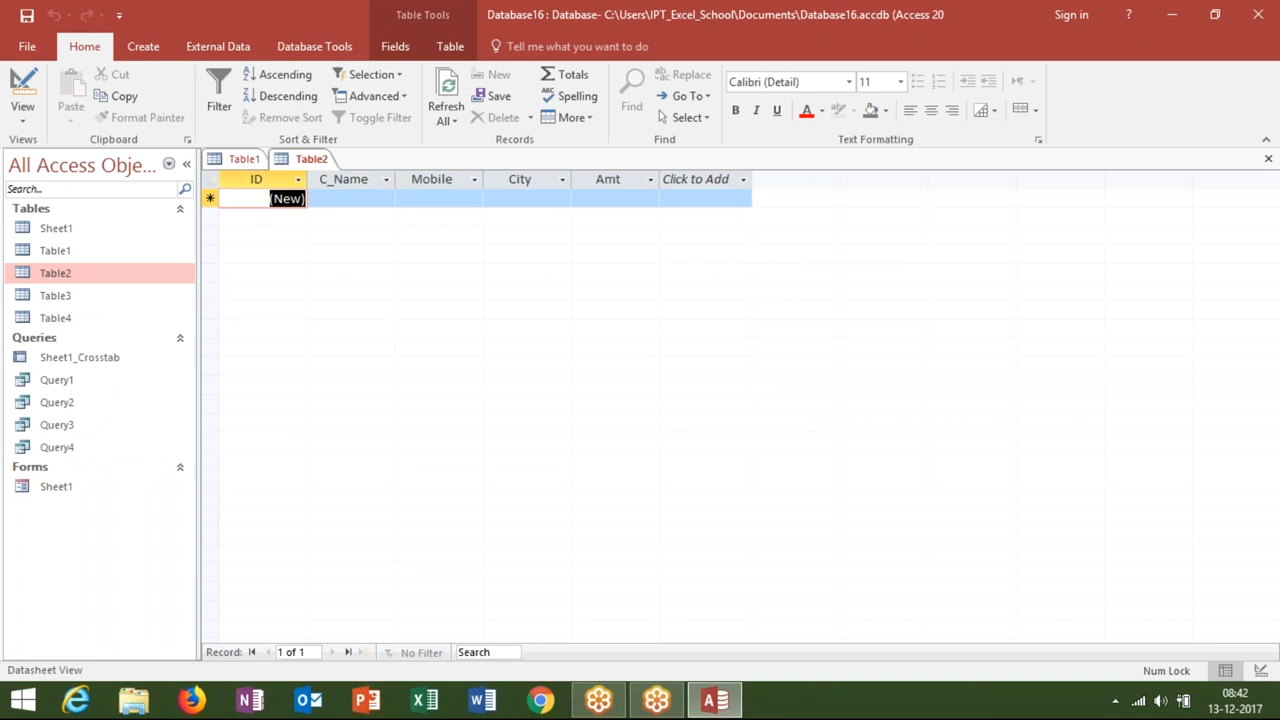 Table Tools
Database16 : Database- C:\Users\IPT_Excel_School\Documents\Database16.accdb (Access 20
Sign in
?
File
Home
Create
External Data
Database Tools
Fields
Table
Tell me what you want to do
View
Views
Paste
Cut
Copy
Format Painter
Clipboard
Filter
Ascending
Descending
Remove Sort
Selection
Advanced
Toggle Filter
Sort & Filter
Refresh
All
New
Save
Delete
Totals
Spelling
More
Records
Find
Replace
Go To
Select
Find
Calibri (Detail)
11
B I U A
Text Formatting
All Access Obje...
Search...
Tables
Sheet1
Table1
Table2
Table3
Table4
Queries
Sheet1_Crosstab
Query1
Query2
Query3
Query4
Forms
Sheet1
Table1
Table2
ID C_Name Mobile City Amt Click to Add
(New)
Record:
1 of 1
No Filter
Search
Datasheet View
Num Lock
08:42
13-12-2017